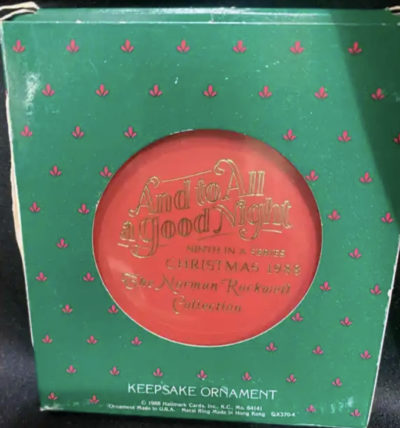 And to All
a Good Night
NINTH IN A SERIES
CHRISTMAS 1988
The Norman Rockwell
Collection
KEEPSAKE ORNAMENT
© 1988 Hallmark Cards, Inc., K.C., Mo. 64141
Ornament Made in U.S.A. Metal Ring Made in Hong Kong QX370-4